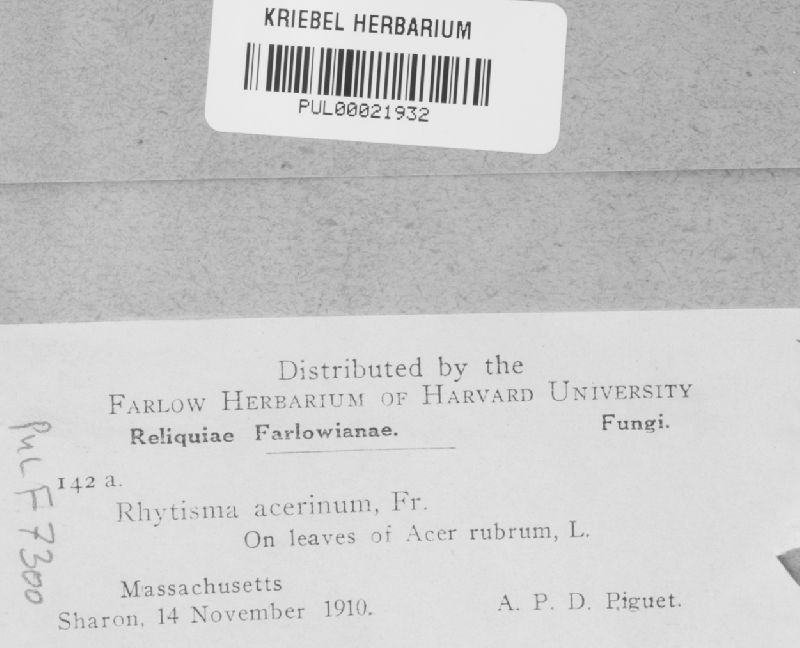 KRIEBEL HERBARIUM
PUL00021932
Distributed by the
FARLOW HERBARIUM OF HARVARD UNIVERSITY
Reliquiae Farlowianae. Fungi.
142 a.
Rhytisma acerinum, Fr.
On leaves of Acer rubrum, L.
Massachusetts
Sharon, 14 November 1910. A. P. D. Piguet.
PUL F 7300